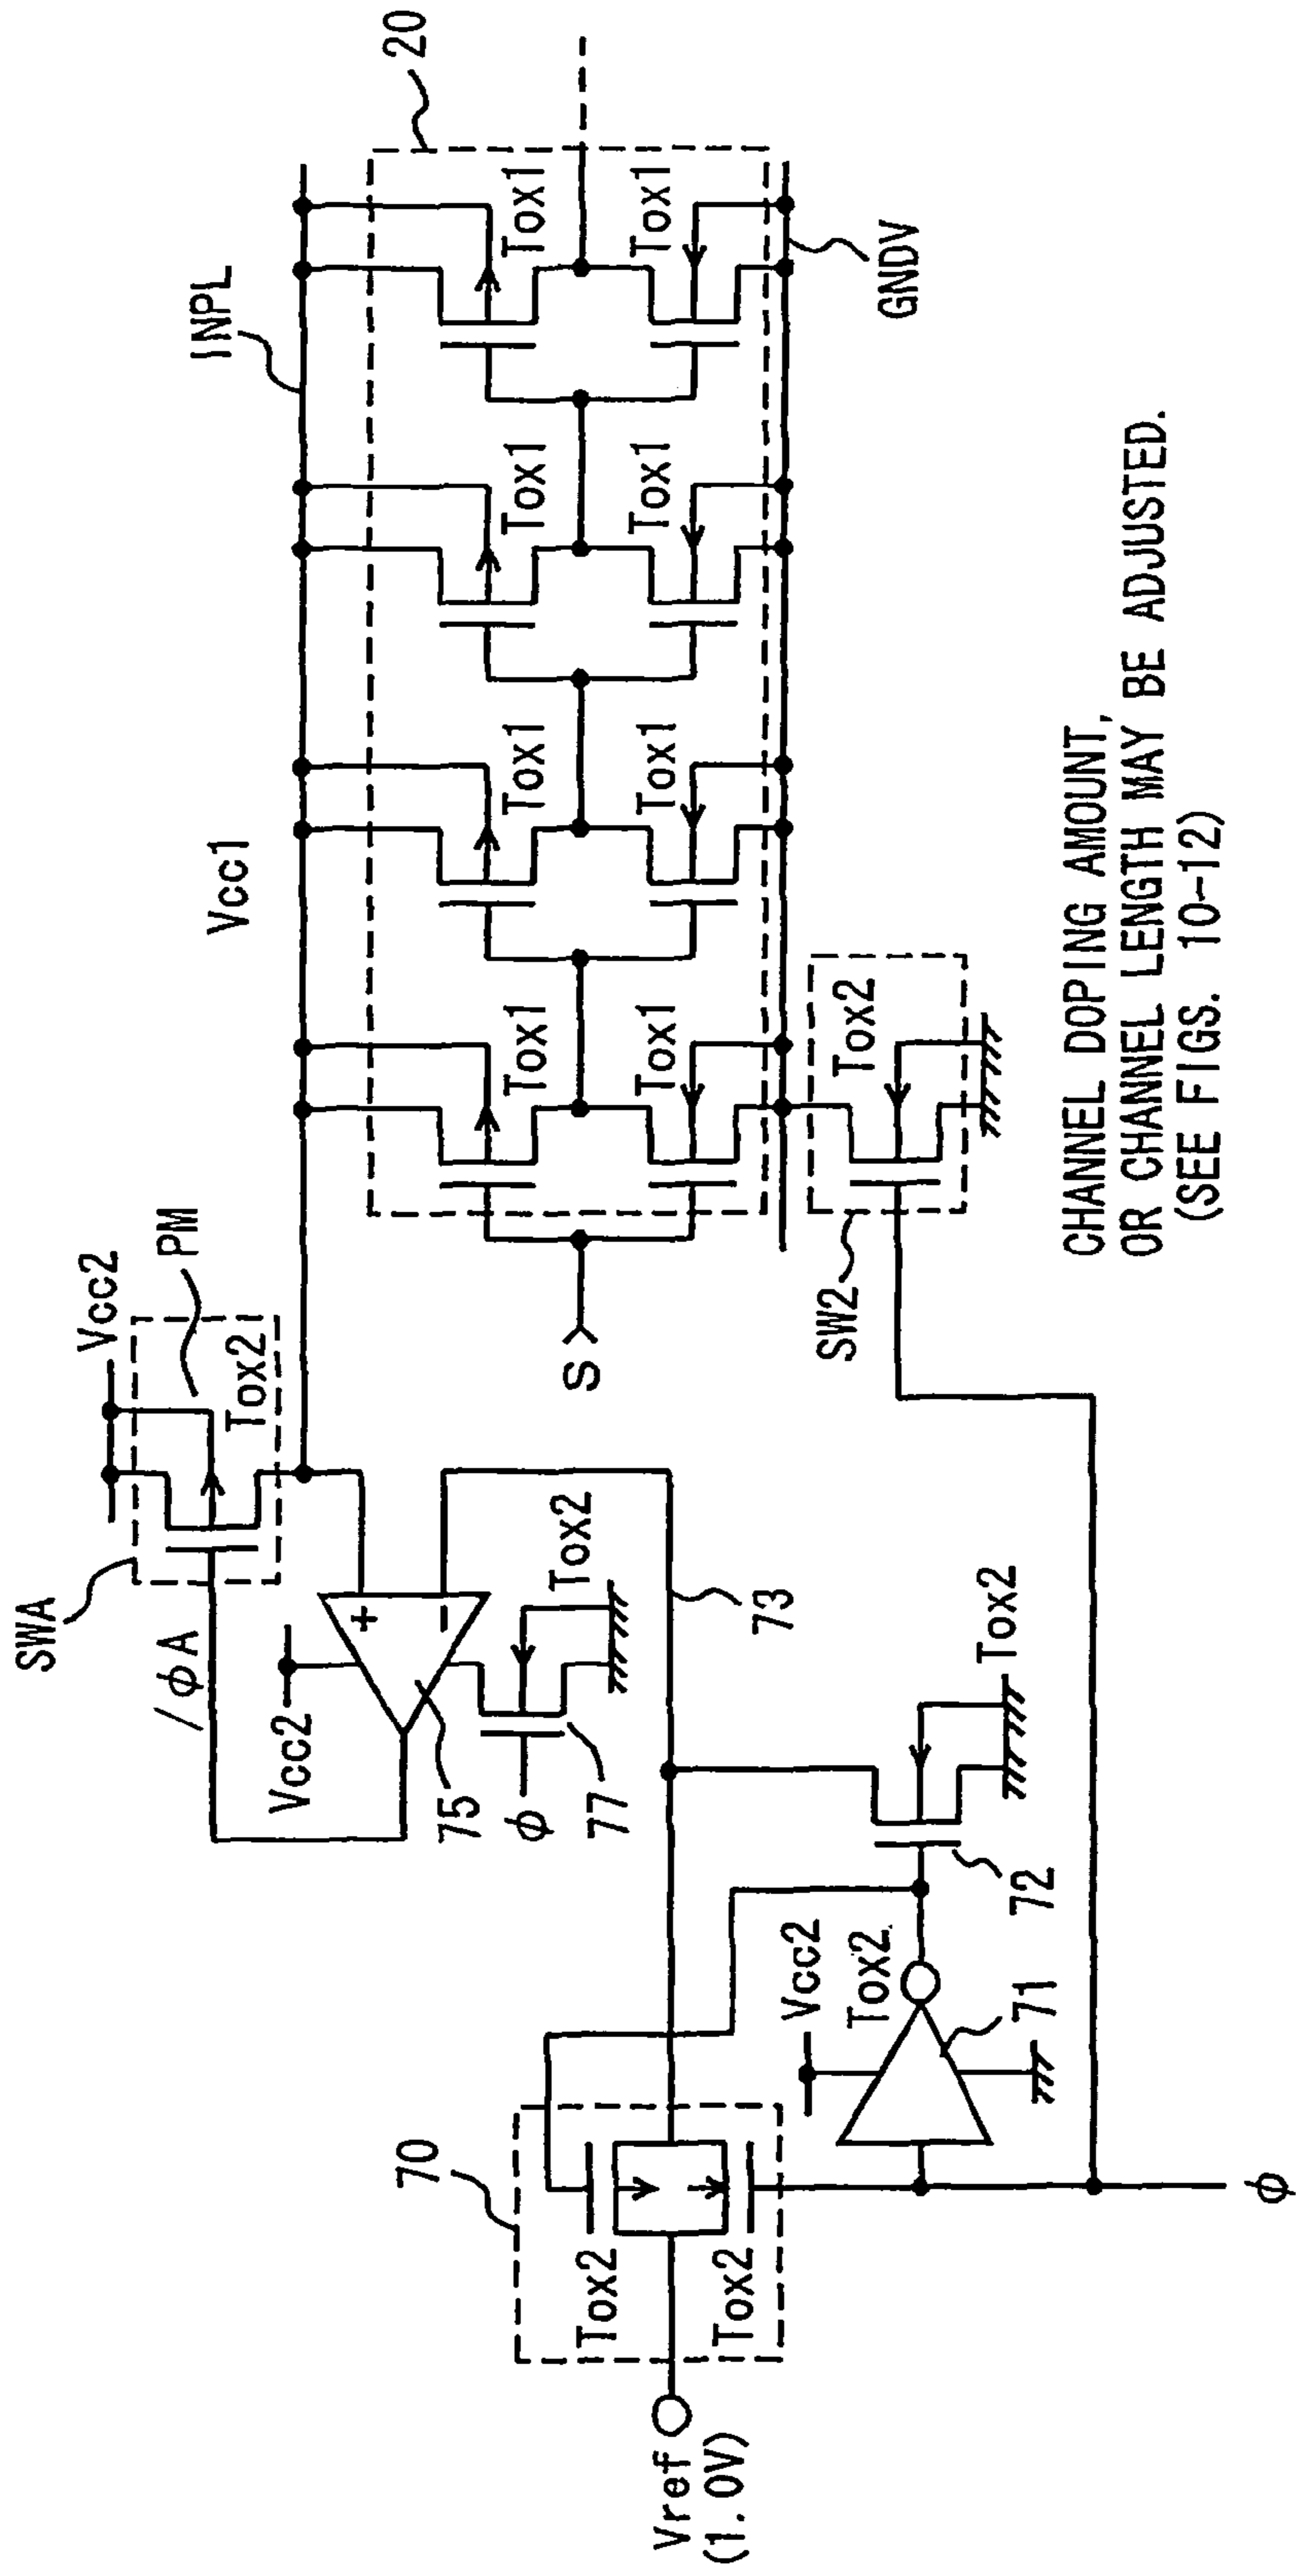 SWA
Vcc2
PM
Tox2
/φA
Vcc2
75
φ
77
Tox2
73
INPL
Vcc1
20
Tox1
Tox1
Tox1
Tox1
Tox1
Tox1
Tox1
Tox1
S
GNDV
SW2
Tox2
70
Tox2
Tox2
Vref
(1.0V)
Vcc2
Tox2
71
72
Tox2
φ
CHANNEL DOPING AMOUNT,
OR CHANNEL LENGTH MAY BE ADJUSTED.
(SEE FIGS. 10-12)